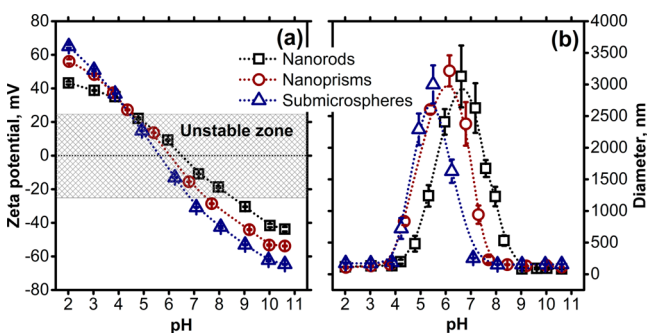 80
60
40
20
0
-20
-40
-60
-80
Zeta potential, mV
2 3 4 5 6 7 8 9 10 11
pH
(a)
Unstable zone
Nanorods
Nanoprisms
Submicrospheres
(b)
2 3 4 5 6 7 8 9 10 11
pH
4000
3500
3000
2500
2000
1500
1000
500
0
Diameter, nm